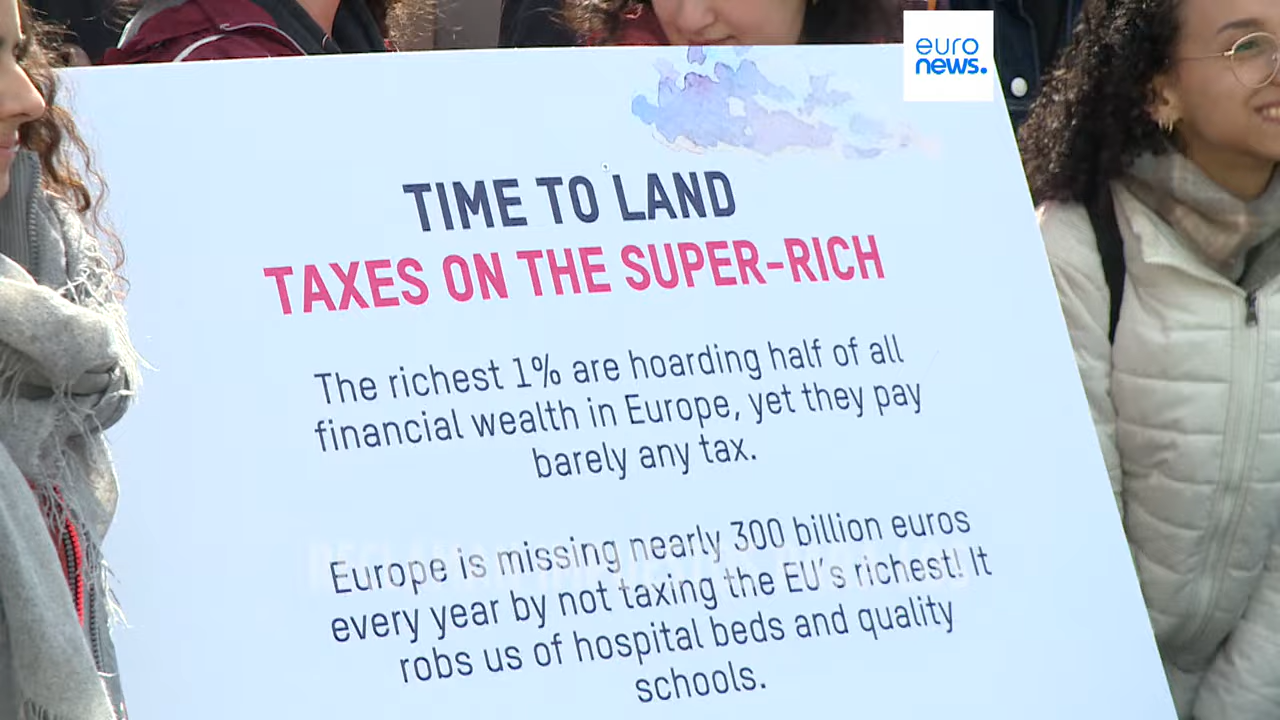 euro
news.
TIME TO LAND
TAXES ON THE SUPER-RICH
The richest 1% are hoarding half of all
financial wealth in Europe, yet they pay
barely any tax.
Europe is missing nearly 300 billion euros
every year by not taxing the EU's richest! It
robs us of hospital beds and quality
schools.